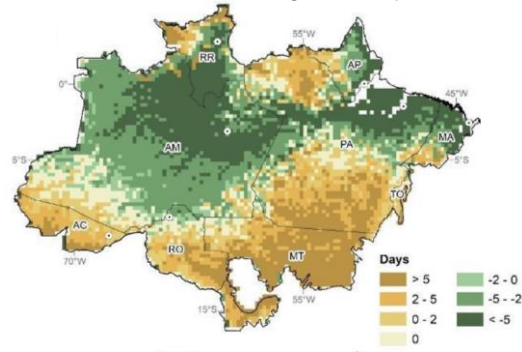 55°W
RR
AP
0°
45°W
AM
PA
MA
5°S
5°S
TO
AC
RO
MT
70°W
Days
> 5
-2 - 0
2 - 5
-5 - -2
0 - 2
< -5
0
15°S
55°W